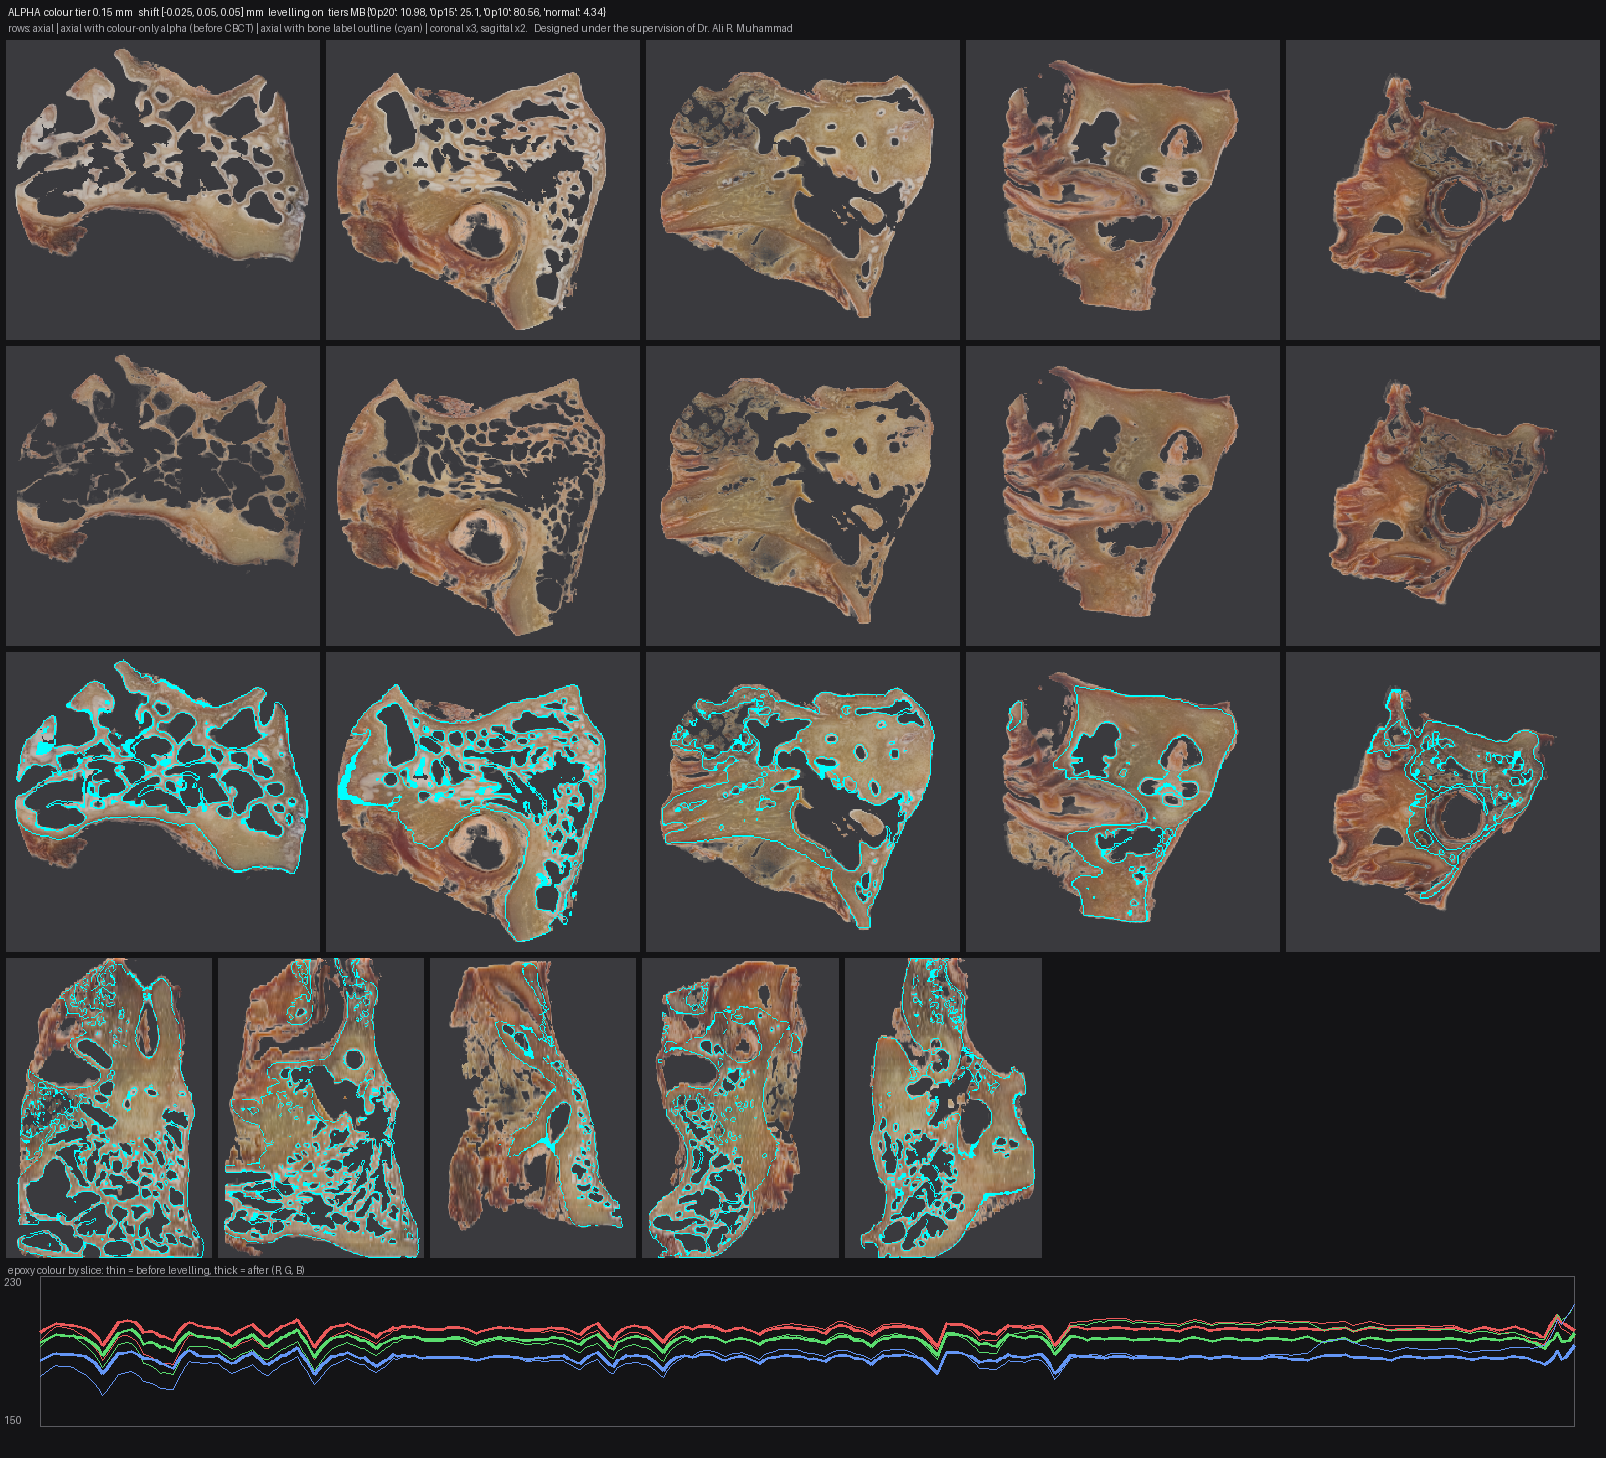 ALPHA colour tier 0.15 mm shift [-0.025, 0.05, 0.05] mm levelling on tiers MB {'0p20': 10.98, '0p15': 25.1, '0p10': 80.56, 'normal': 4.34}
rows: axial | axial with colour-only alpha (before CBCT) | axial with bone label outline (cyan) | coronal x3, sagittal x2. Designed under the supervision of Dr. Ali R. Muhammad
epoxy colour by slice: thin = before levelling, thick = after (R, G, B)
230
150